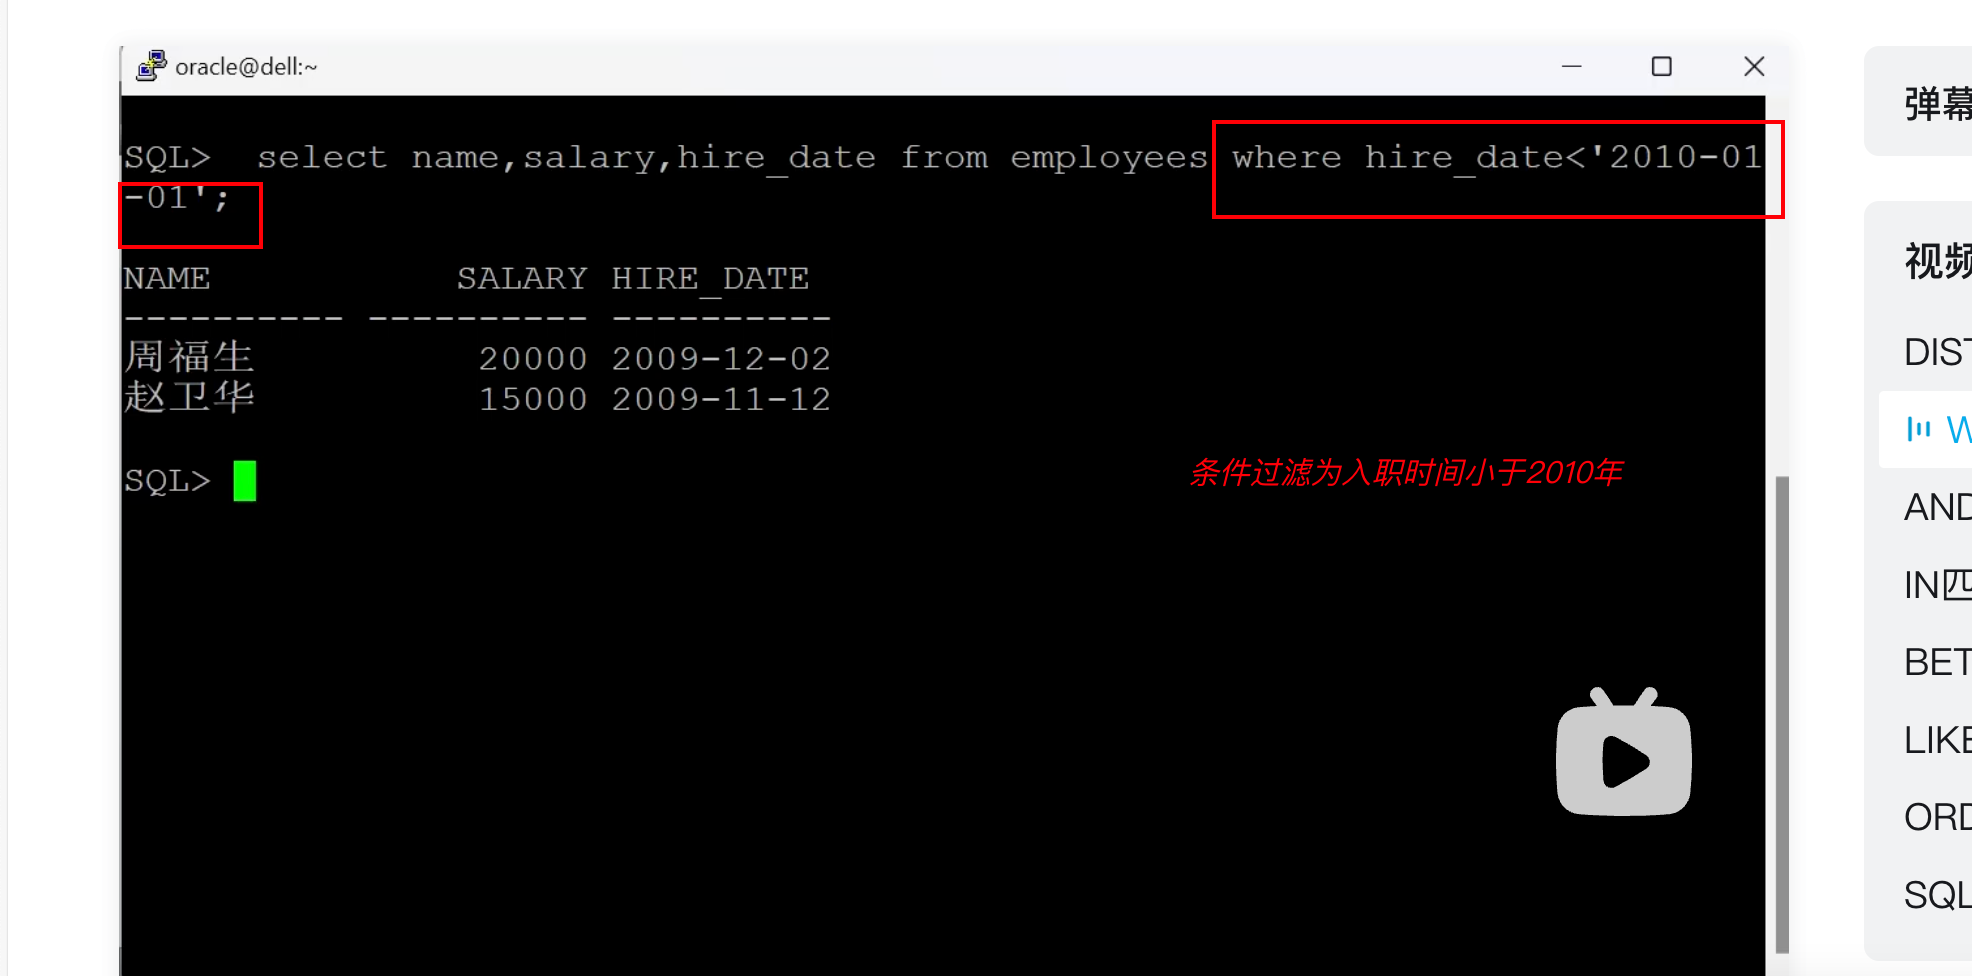 oracle@dell:~
SQL>  select name,salary,hire_date from employees where hire_date<'2010-01
-01';
NAME           SALARY HIRE_DATE
---------- ---------- ----------
周福生          20000 2009-12-02
赵卫华          15000 2009-11-12
SQL>
条件过滤为入职时间小于2010年
弹幕
视频
DIST
W
AND
IN匹
BET
LIKE
ORD
SQL